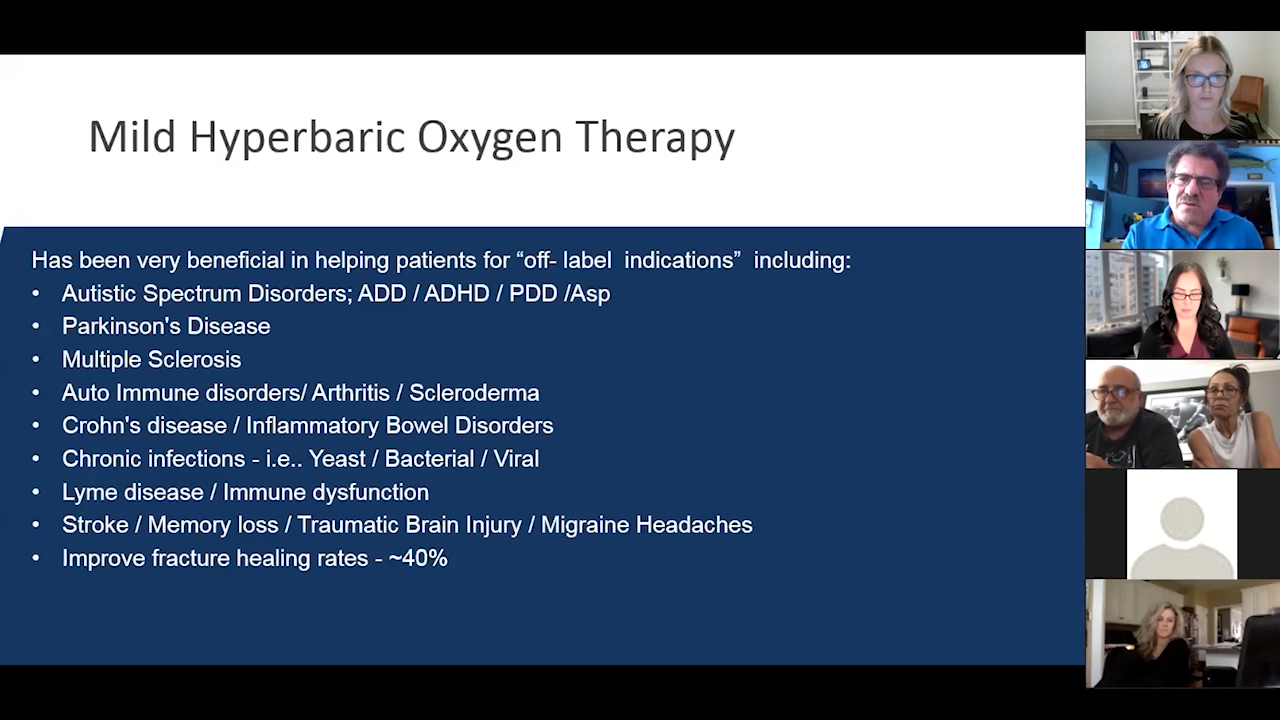 Mild Hyperbaric Oxygen Therapy
Has been very beneficial in helping patients for “off- label indications” including:
• Autistic Spectrum Disorders; ADD / ADHD / PDD /Asp
• Parkinson's Disease
• Multiple Sclerosis
• Auto Immune disorders/ Arthritis / Scleroderma
• Crohn's disease / Inflammatory Bowel Disorders
• Chronic infections - i.e.. Yeast / Bacterial / Viral
• Lyme disease / Immune dysfunction
• Stroke / Memory loss / Traumatic Brain Injury / Migraine Headaches
• Improve fracture healing rates - ~40%